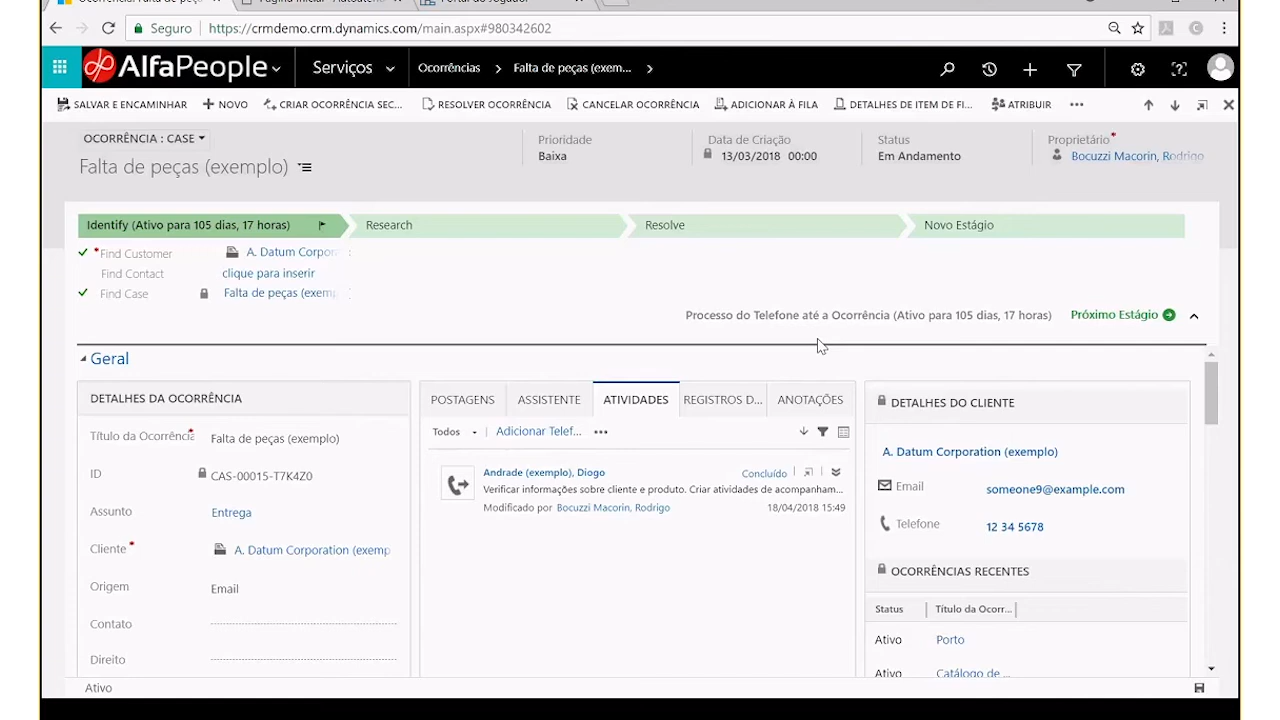 Seguro https://crmdemo.crm.dynamics.com/main.aspx#980342602
AlfaPeople Serviços Ocorrências Falta de peças (exem...
SALVAR E ENCAMINHAR NOVO CRIAR OCORRÊNCIA SEC... RESOLVER OCORRÊNCIA CANCELAR OCORRÊNCIA ADICIONAR À FILA DETALHES DE ITEM DE FI... ATRIBUIR ...
OCORRÊNCIA : CASE
Falta de peças (exemplo)
Prioridade
Baixa
Data de Criação
13/03/2018 00:00
Status
Em Andamento
Proprietário*
Bocuzzi Macorin, Rodrigo
Identify (Ativo para 105 dias, 17 horas) Research Resolve Novo Estágio
*Find Customer A. Datum Corpora
Find Contact clique para inserir
Find Case Falta de peças (exemp
Processo do Telefone até a Ocorrência (Ativo para 105 dias, 17 horas) Próximo Estágio
Geral
DETALHES DA OCORRÊNCIA
Título da Ocorrência* Falta de peças (exemplo)
ID CAS-00015-T7K4Z0
Assunto Entrega
Cliente* A. Datum Corporation (exemp
Origem Email
Contato
Direito
POSTAGENS ASSISTENTE ATIVIDADES REGISTROS D... ANOTAÇÕES
Todos Adicionar Telef... ...
Andrade (exemplo), Diogo Concluído
Verificar informações sobre cliente e produto. Criar atividades de acompanham...
Modificado por Bocuzzi Macorin, Rodrigo 18/04/2018 15:49
DETALHES DO CLIENTE
A. Datum Corporation (exemplo)
Email someone9@example.com
Telefone 12 34 5678
OCORRÊNCIAS RECENTES
Status Título da Ocorr...
Ativo Porto
Ativo Catálogo de ...
Ativo